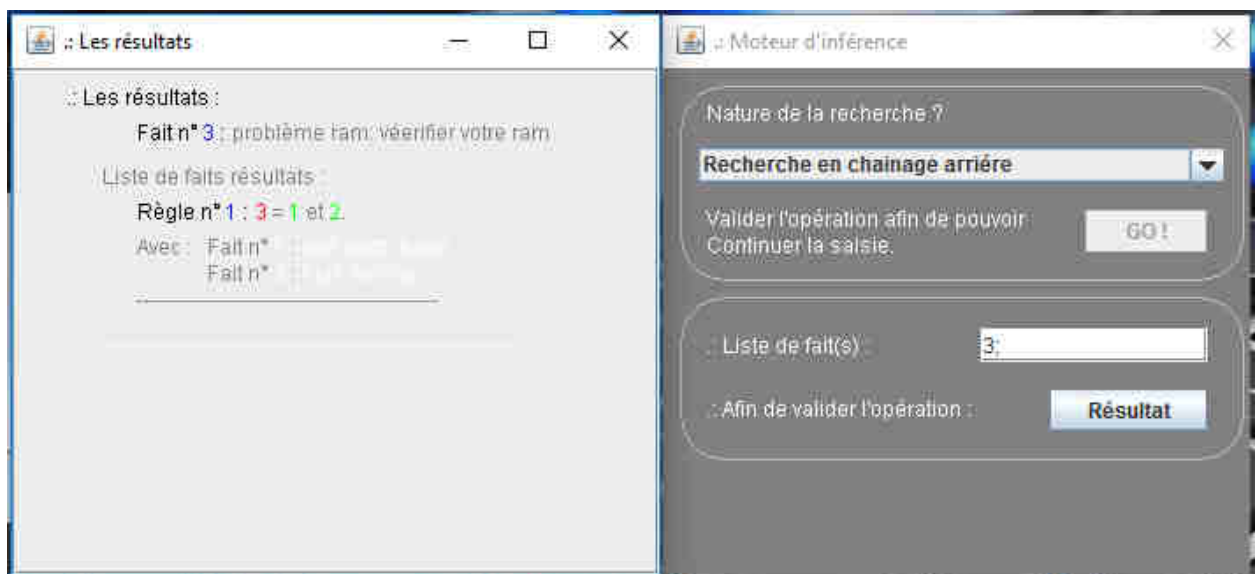 .: Les résultats
.: Les résultats :
Fait n° 3 : problème ram: véerifier votre ram
Liste de faits résultats :
Règle n° 1 : 3 = 1 et 2.
Avec : Fait n°
Fait n°
.: Moteur d'inférence
Nature de la recherche ?
Recherche en chainage arriére
Valider l'opération afin de pouvoir
Continuer la saisie.
GO !
.: Liste de fait(s) :
3;
.: Afin de valider l'opération :
Résultat